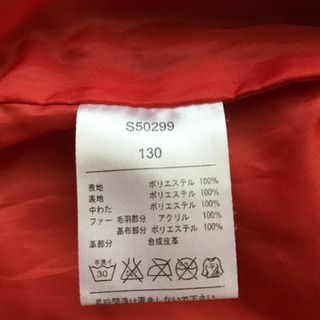 S50299
130
表地 ポリエステル 100%
裏地 ポリエステル 100%
中わた ポリエステル 100%
ファー 毛羽部分 アクリル 100%
基布部分 ポリエステル 100%
革部分 合成皮革
手洗イ
30